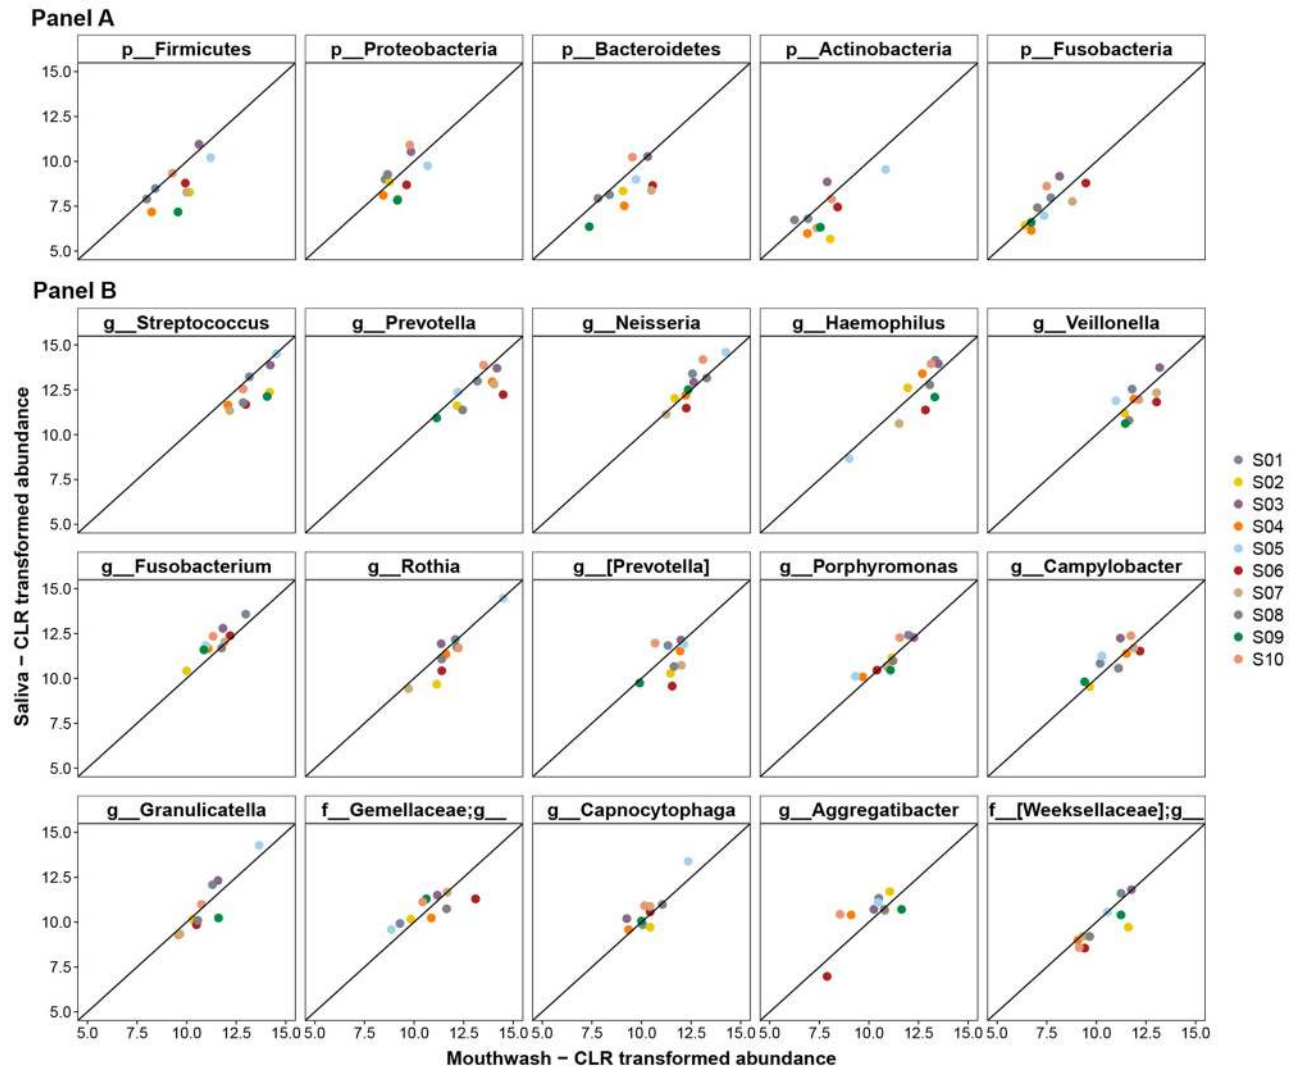 Panel A
p__Firmicutes p__Proteobacteria p__Bacteroidetes p__Actinobacteria p__Fusobacteria
15.0
12.5
10.0
7.5
5.0
Panel B
g__Streptococcus g__Prevotella g__Neisseria g__Haemophilus g__Veillonella
15.0
12.5
10.0
7.5
5.0
g__Fusobacterium g__Rothia g__[Prevotella] g__Porphyromonas g__Campylobacter
15.0
12.5
10.0
7.5
5.0
g__Granulicatella f__Gemellaceae;g__ g__Capnocytophaga g__Aggregatibacter f__[Weeksellaceae];g__
15.0
12.5
10.0
7.5
5.0
5.0 7.5 10.0 12.5 15.0 5.0 7.5 10.0 12.5 15.0 5.0 7.5 10.0 12.5 15.0 5.0 7.5 10.0 12.5 15.0 5.0 7.5 10.0 12.5 15.0
Mouthwash − CLR transformed abundance
Saliva − CLR transformed abundance
S01
S02
S03
S04
S05
S06
S07
S08
S09
S10